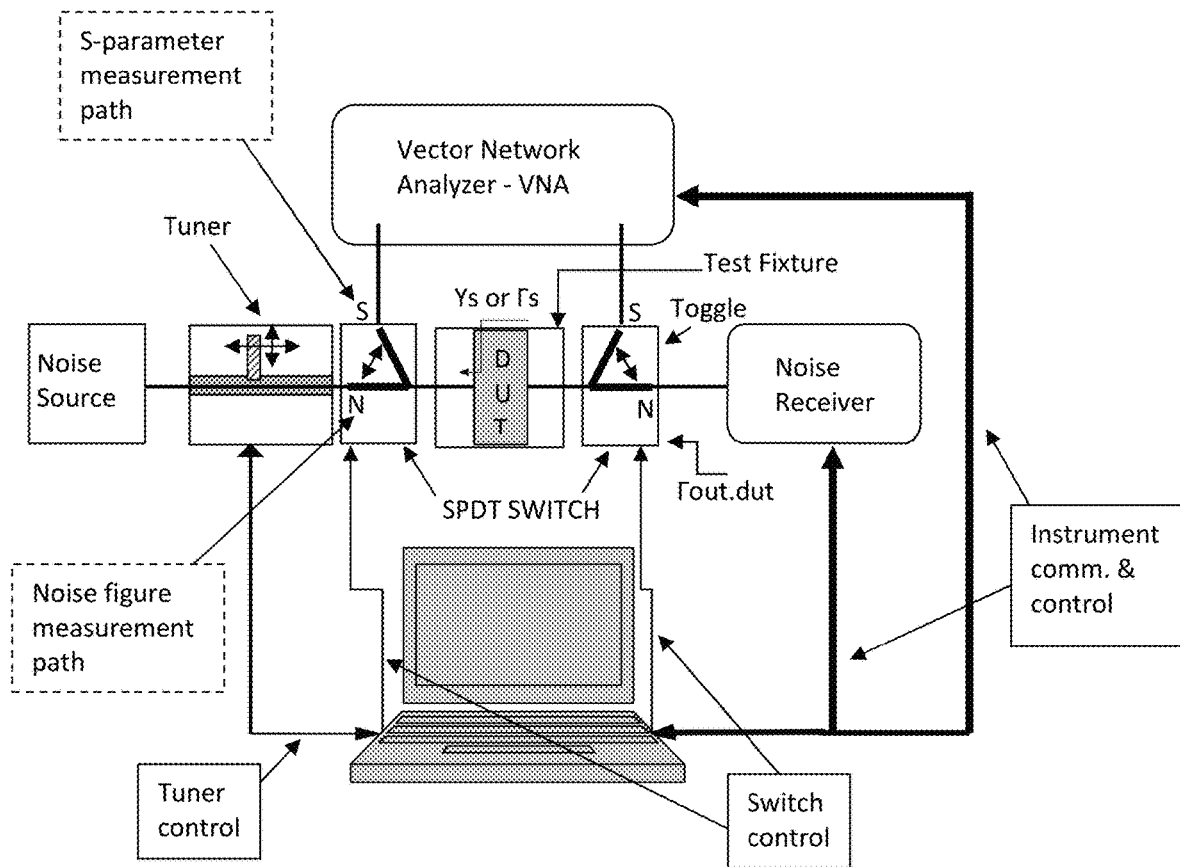 S-parameter
measurement
path
Vector Network
Analyzer - VNA
Tuner
Test Fixture
S
Ys or Γs
S
Toggle
Noise
Source
D
U
T
Noise
Receiver
N
N
Γout.dut
SPDT SWITCH
Instrument
comm. &
control
Noise figure
measurement
path
Tuner
control
Switch
control